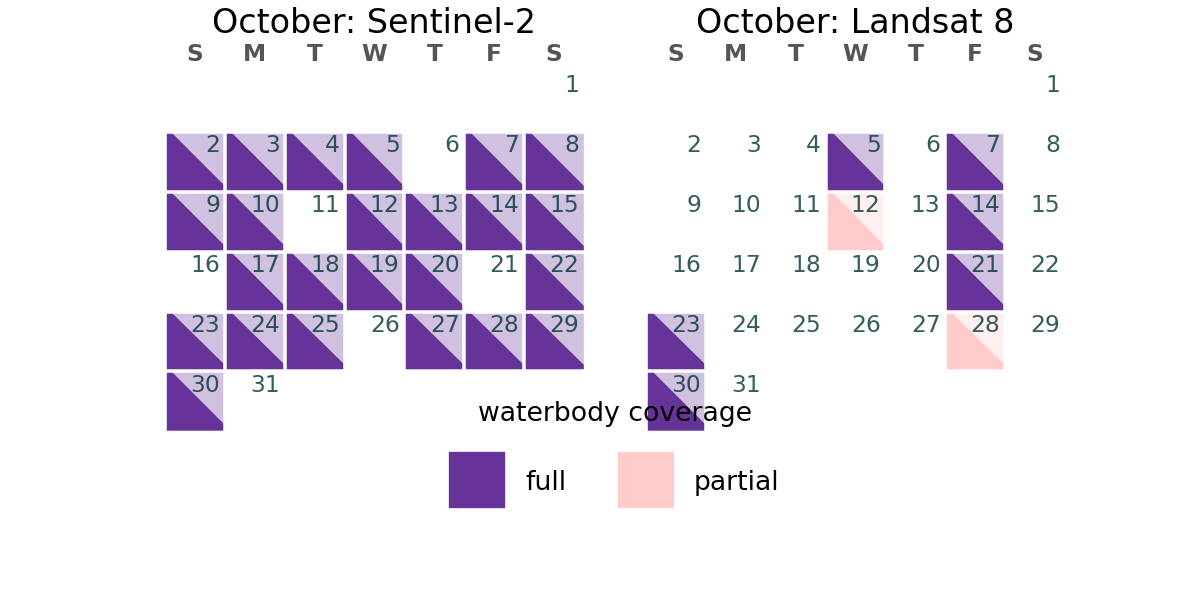 October: Sentinel-2
S M T W T F S
1
2 3 4 5 6 7 8
9 10 11 12 13 14 15
16 17 18 19 20 21 22
23 24 25 26 27 28 29
30 31
October: Landsat 8
S M T W T F S
1
2 3 4 5 6 7 8
9 10 11 12 13 14 15
16 17 18 19 20 21 22
23 24 25 26 27 28 29
30 31
waterbody coverage
full partial